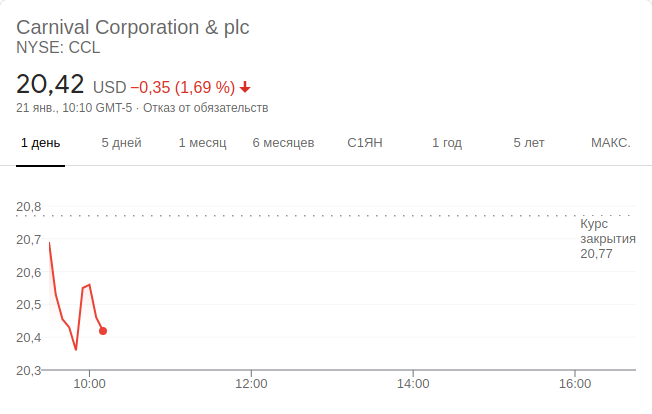 Carnival Corporation & plc
NYSE: CCL
20,42 USD −0,35 (1,69 %)
21 янв., 10:10 GMT-5 · Отказ от обязательств
1 день 5 дней 1 месяц 6 месяцев С1ЯН 1 год 5 лет МАКС.
20,8
Курс
закрытия
20,77
20,7
20,6
20,5
20,4
20,3
10:00 12:00 14:00 16:00